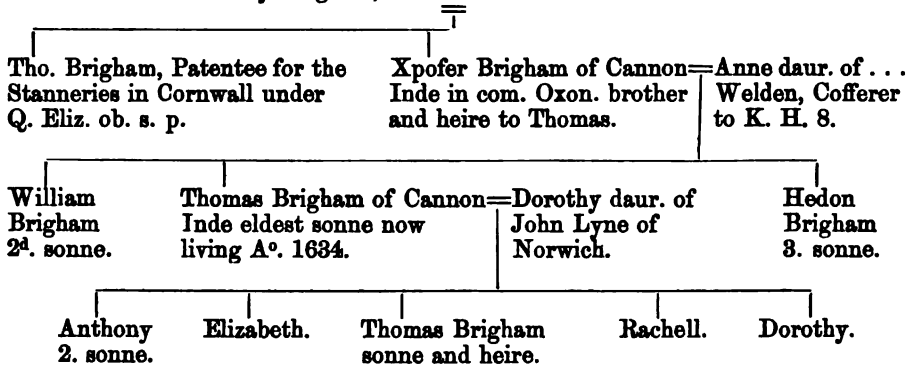 Tho. Brigham, Patentee for the
Stanneries in Cornwall under
Q. Eliz. ob. s. p.
Xpofer Brigham of Cannon=Anne daur. of . . .
Inde in com. Oxon. brother
and heire to Thomas.
Welden, Cofferer
to K. H. 8.
William
Brigham
2d. sonne.
Thomas Brigham of Cannon=Dorothy daur. of
Inde eldest sonne now
living Ao. 1634.
John Lyne of
Norwich.
Hedon
Brigham
3. sonne.
Anthony
2. sonne.
Elizabeth.
Thomas Brigham
sonne and heire.
Rachell.
Dorothy.